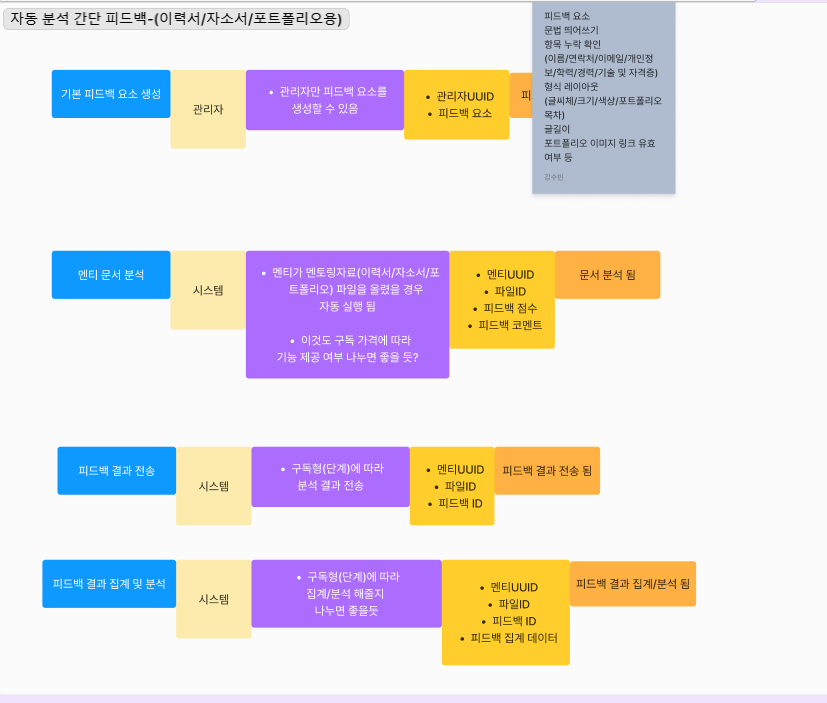 자동 분석 간단 피드백-(이력서/자소서/포트폴리오용)
피드백 요소
문법 띄어쓰기
항목 누락 확인
(이름/연락처/이메일/개인정
보/학력/경력/기술 및 자격증)
형식 레이아웃
(글씨체/크기/색상/포트폴리오
목차)
글길이
포트폴리오 이미지 링크 유효
여부 등
김수민
기본 피드백 요소 생성
관리자
• 관리자만 피드백 요소를
생성할 수 있음
• 관리자UUID
• 피드백 요소
피
멘티 문서 분석
시스템
• 멘티가 멘토링자료(이력서/자소서/포
트폴리오) 파일을 올렸을 경우
자동 실행 됨
• 이것도 구독 가격에 따라
기능 제공 여부 나누면 좋을 듯?
• 멘티UUID
• 파일ID
• 피드백 점수
• 피드백 코멘트
문서 분석 됨
피드백 결과 전송
시스템
• 구독형(단계)에 따라
분석 결과 전송
• 멘티UUID
• 파일ID
• 피드백 ID
피드백 결과 전송 됨
피드백 결과 집계 및 분석
시스템
• 구독형(단계)에 따라
집계/분석 해줄지
나누면 좋을듯
• 멘티UUID
• 파일ID
• 피드백 ID
• 피드백 집계 데이터
피드백 결과 집계/분석 됨